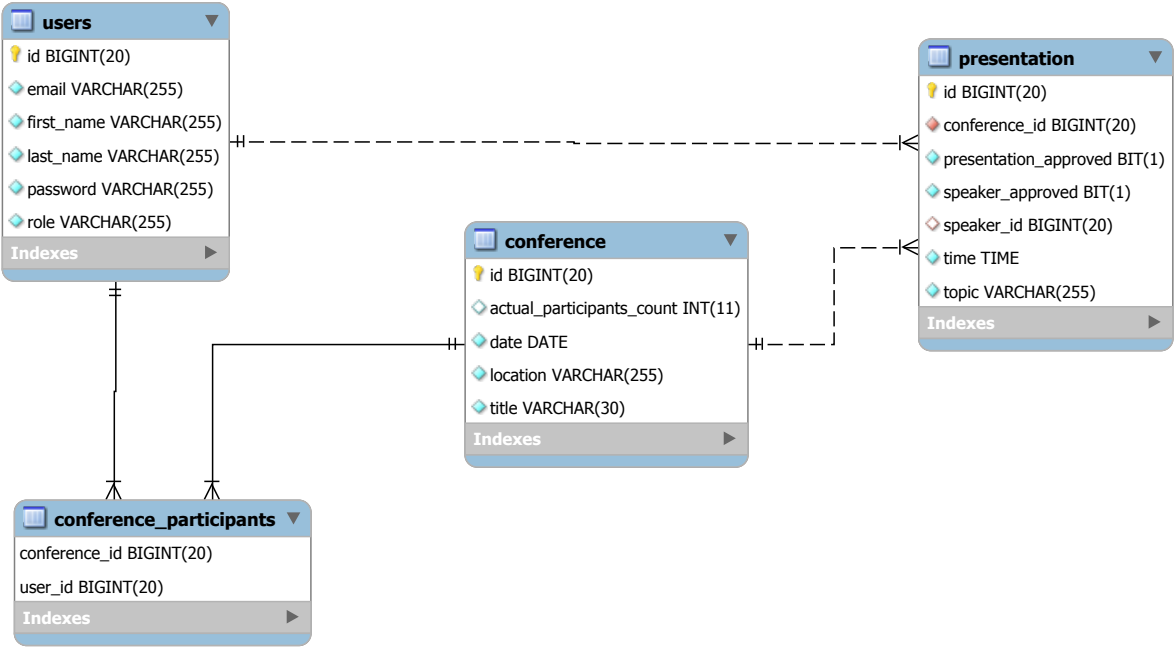 users
id BIGINT(20)
email VARCHAR(255)
first_name VARCHAR(255)
last_name VARCHAR(255)
password VARCHAR(255)
role VARCHAR(255)
Indexes
presentation
id BIGINT(20)
conference_id BIGINT(20)
presentation_approved BIT(1)
speaker_approved BIT(1)
speaker_id BIGINT(20)
time TIME
topic VARCHAR(255)
Indexes
conference
id BIGINT(20)
actual_participants_count INT(11)
date DATE
location VARCHAR(255)
title VARCHAR(30)
Indexes
conference_participants
conference_id BIGINT(20)
user_id BIGINT(20)
Indexes